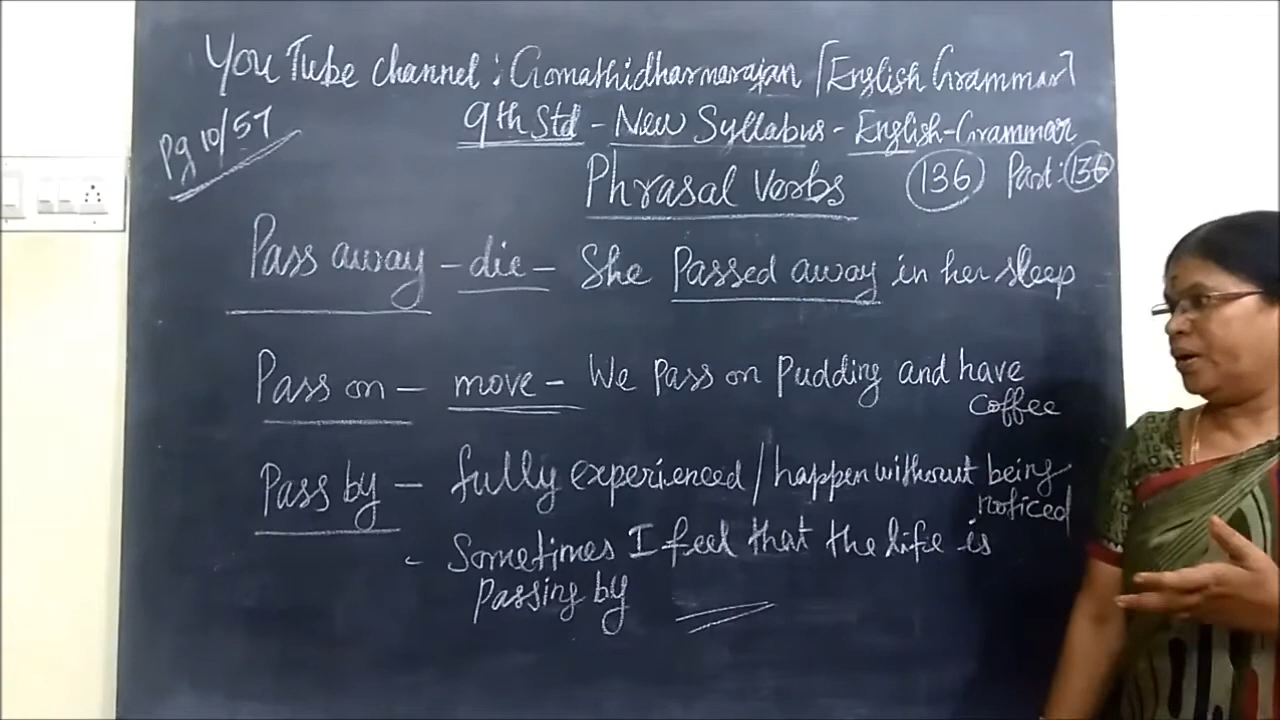 YouTube channel: Gomathidharmarajan [English Grammar]
Pg 10/57
9th Std - New Syllabus - English-Grammar
Phrasal Verbs 136 Part: 136
Pass away - die - She Passed away in her sleep
Pass on - move - We pass on pudding and have
coffee
Pass by - fully experienced / happen without being
noticed
- Sometimes I feel that the life is
passing by